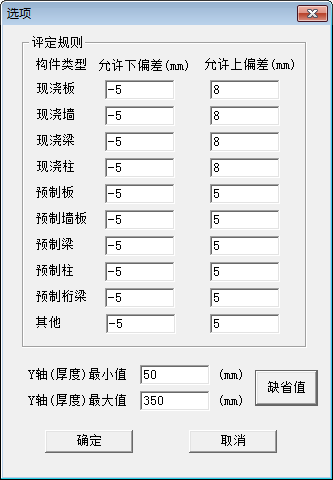 选项
评定规则
构件类型 允许下偏差(mm) 允许上偏差(mm)
现浇板 -5 8
现浇墙 -5 8
现浇梁 -5 8
现浇柱 -5 8
预制板 -5 5
预制墙板 -5 5
预制梁 -5 5
预制柱 -5 5
预制桁梁 -5 5
其他 -5 5
Y轴(厚度)最小值 50 (mm)
缺省值
Y轴(厚度)最大值 350 (mm)
确定 取消